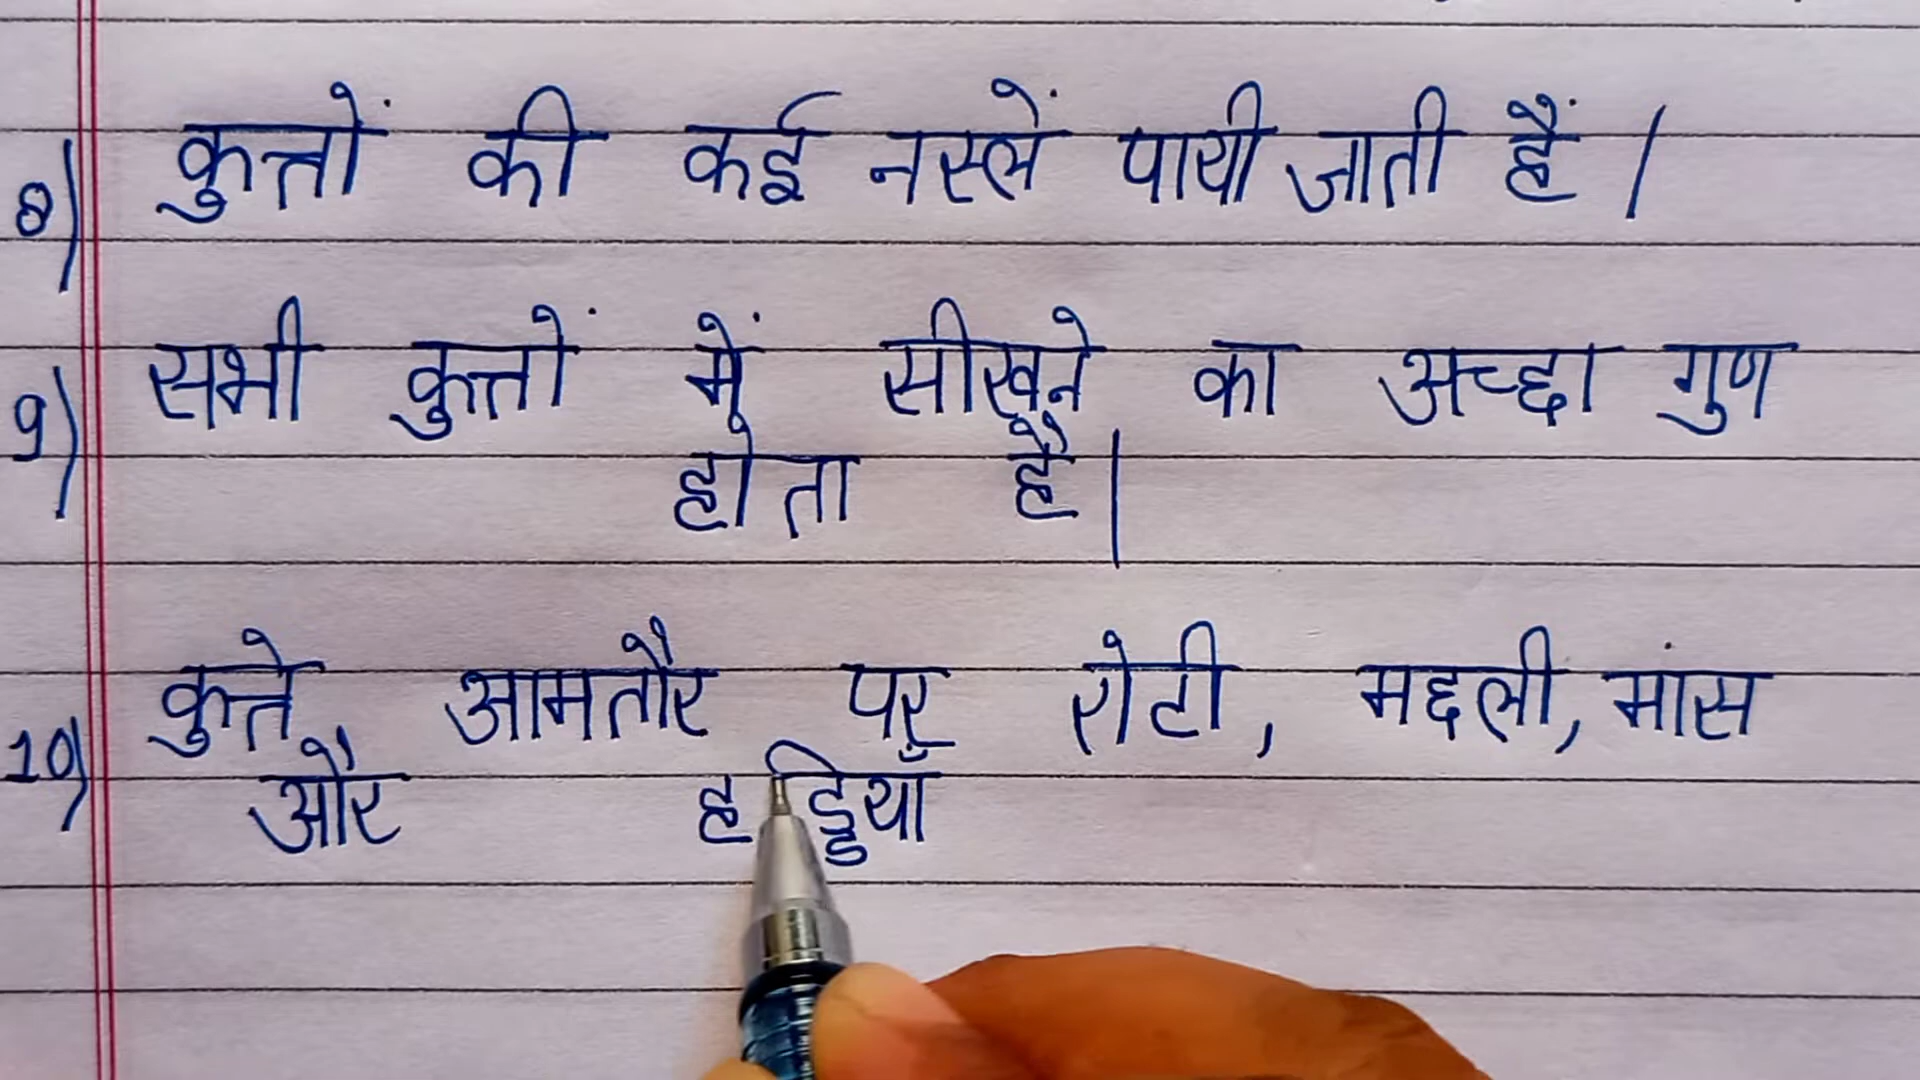 8) कुत्तों की कई नस्लें पायी जाती हैं।
9) सभी कुत्तों में सीखने का अच्छा गुण
होता है।
10) कुत्ते आमतौर पर रोटी, मछली, मांस
और हड्डियाँ